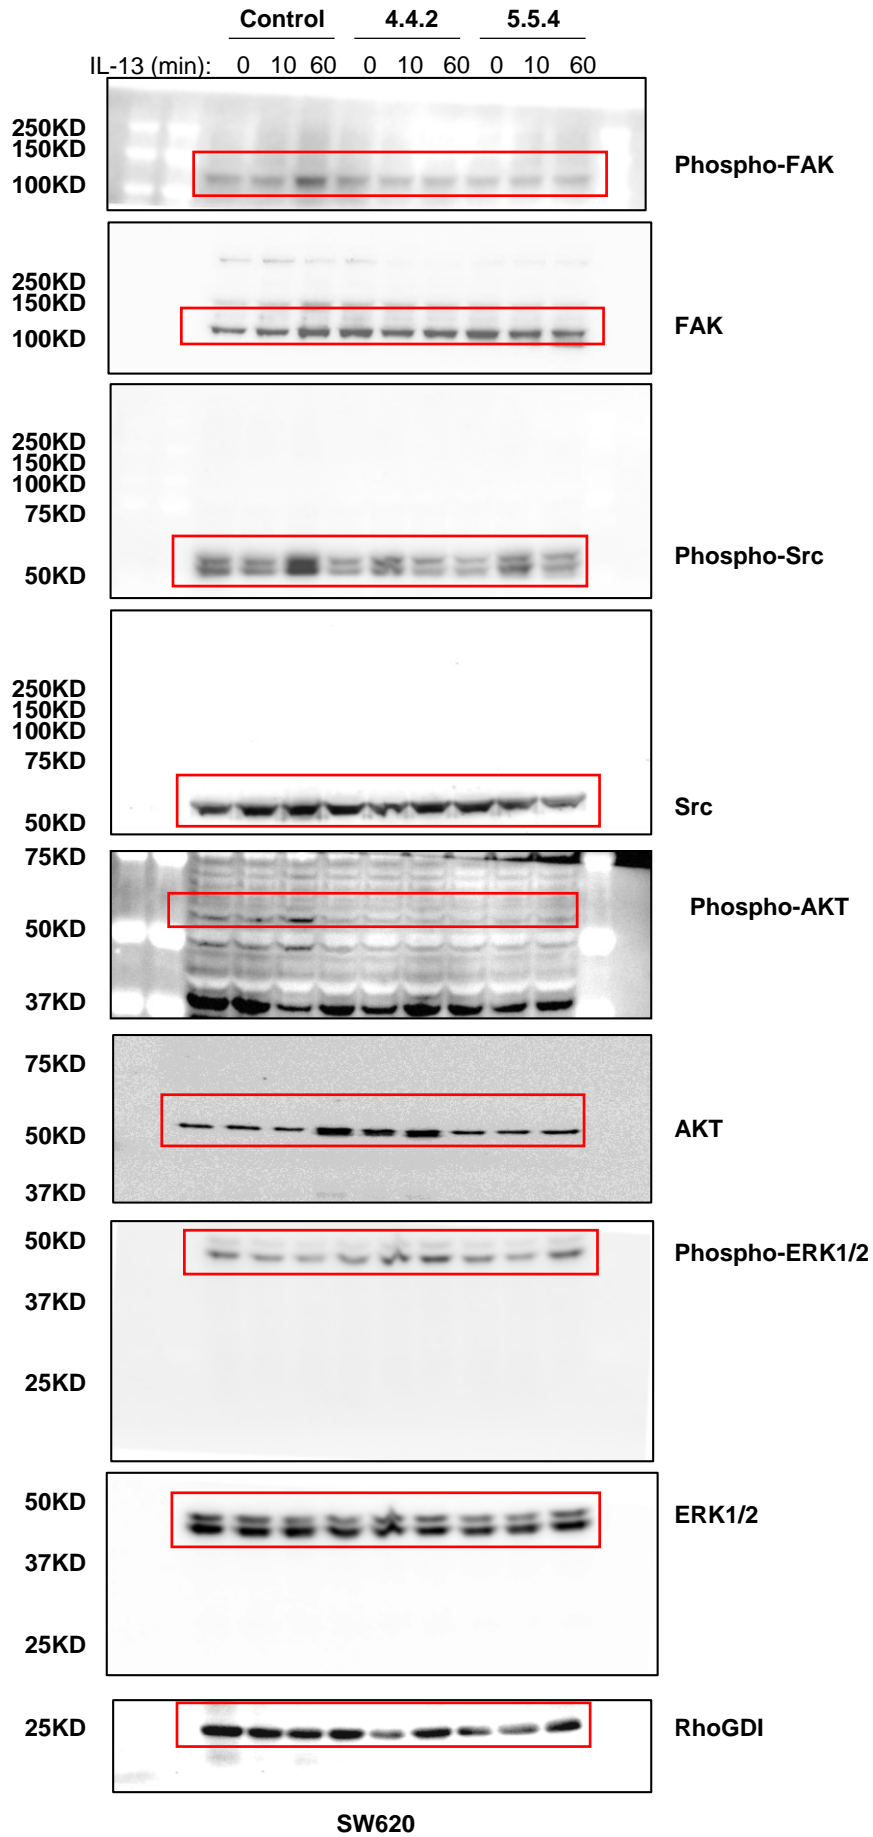 Control 4.4.2 5.5.4
IL-13 (min): 0 10 60 0 10 60 0 10 60
250KD
150KD
100KD
Phospho-FAK
250KD
150KD
100KD
FAK
250KD
150KD
100KD
75KD
50KD
Phospho-Src
250KD
150KD
100KD
75KD
50KD
Src
75KD
50KD
37KD
Phospho-AKT
75KD
50KD
37KD
AKT
50KD
37KD
25KD
Phospho-ERK1/2
50KD
37KD
25KD
ERK1/2
25KD
RhoGDI
SW620